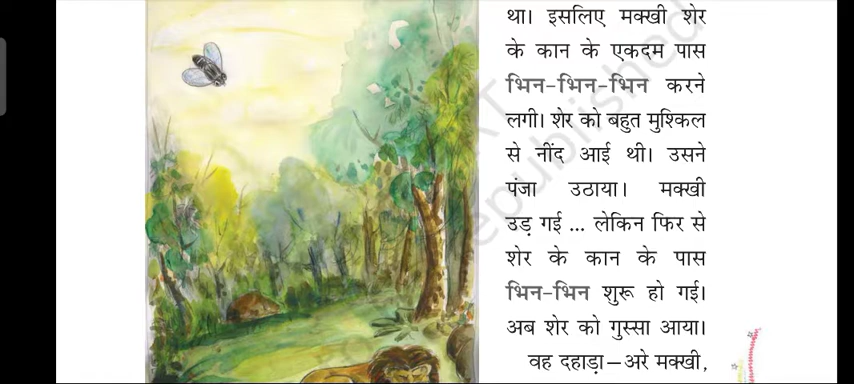 था। इसलिए मक्खी शेर
के कान के एकदम पास
भिन-भिन-भिन करने
लगी। शेर को बहुत मुश्किल
से नींद आई थी। उसने
पंजा उठाया। मक्खी
उड़ गई ... लेकिन फिर से
शेर के कान के पास
भिन-भिन शुरू हो गई।
अब शेर को गुस्सा आया।
वह दहाड़ा – अरे मक्खी,
republished